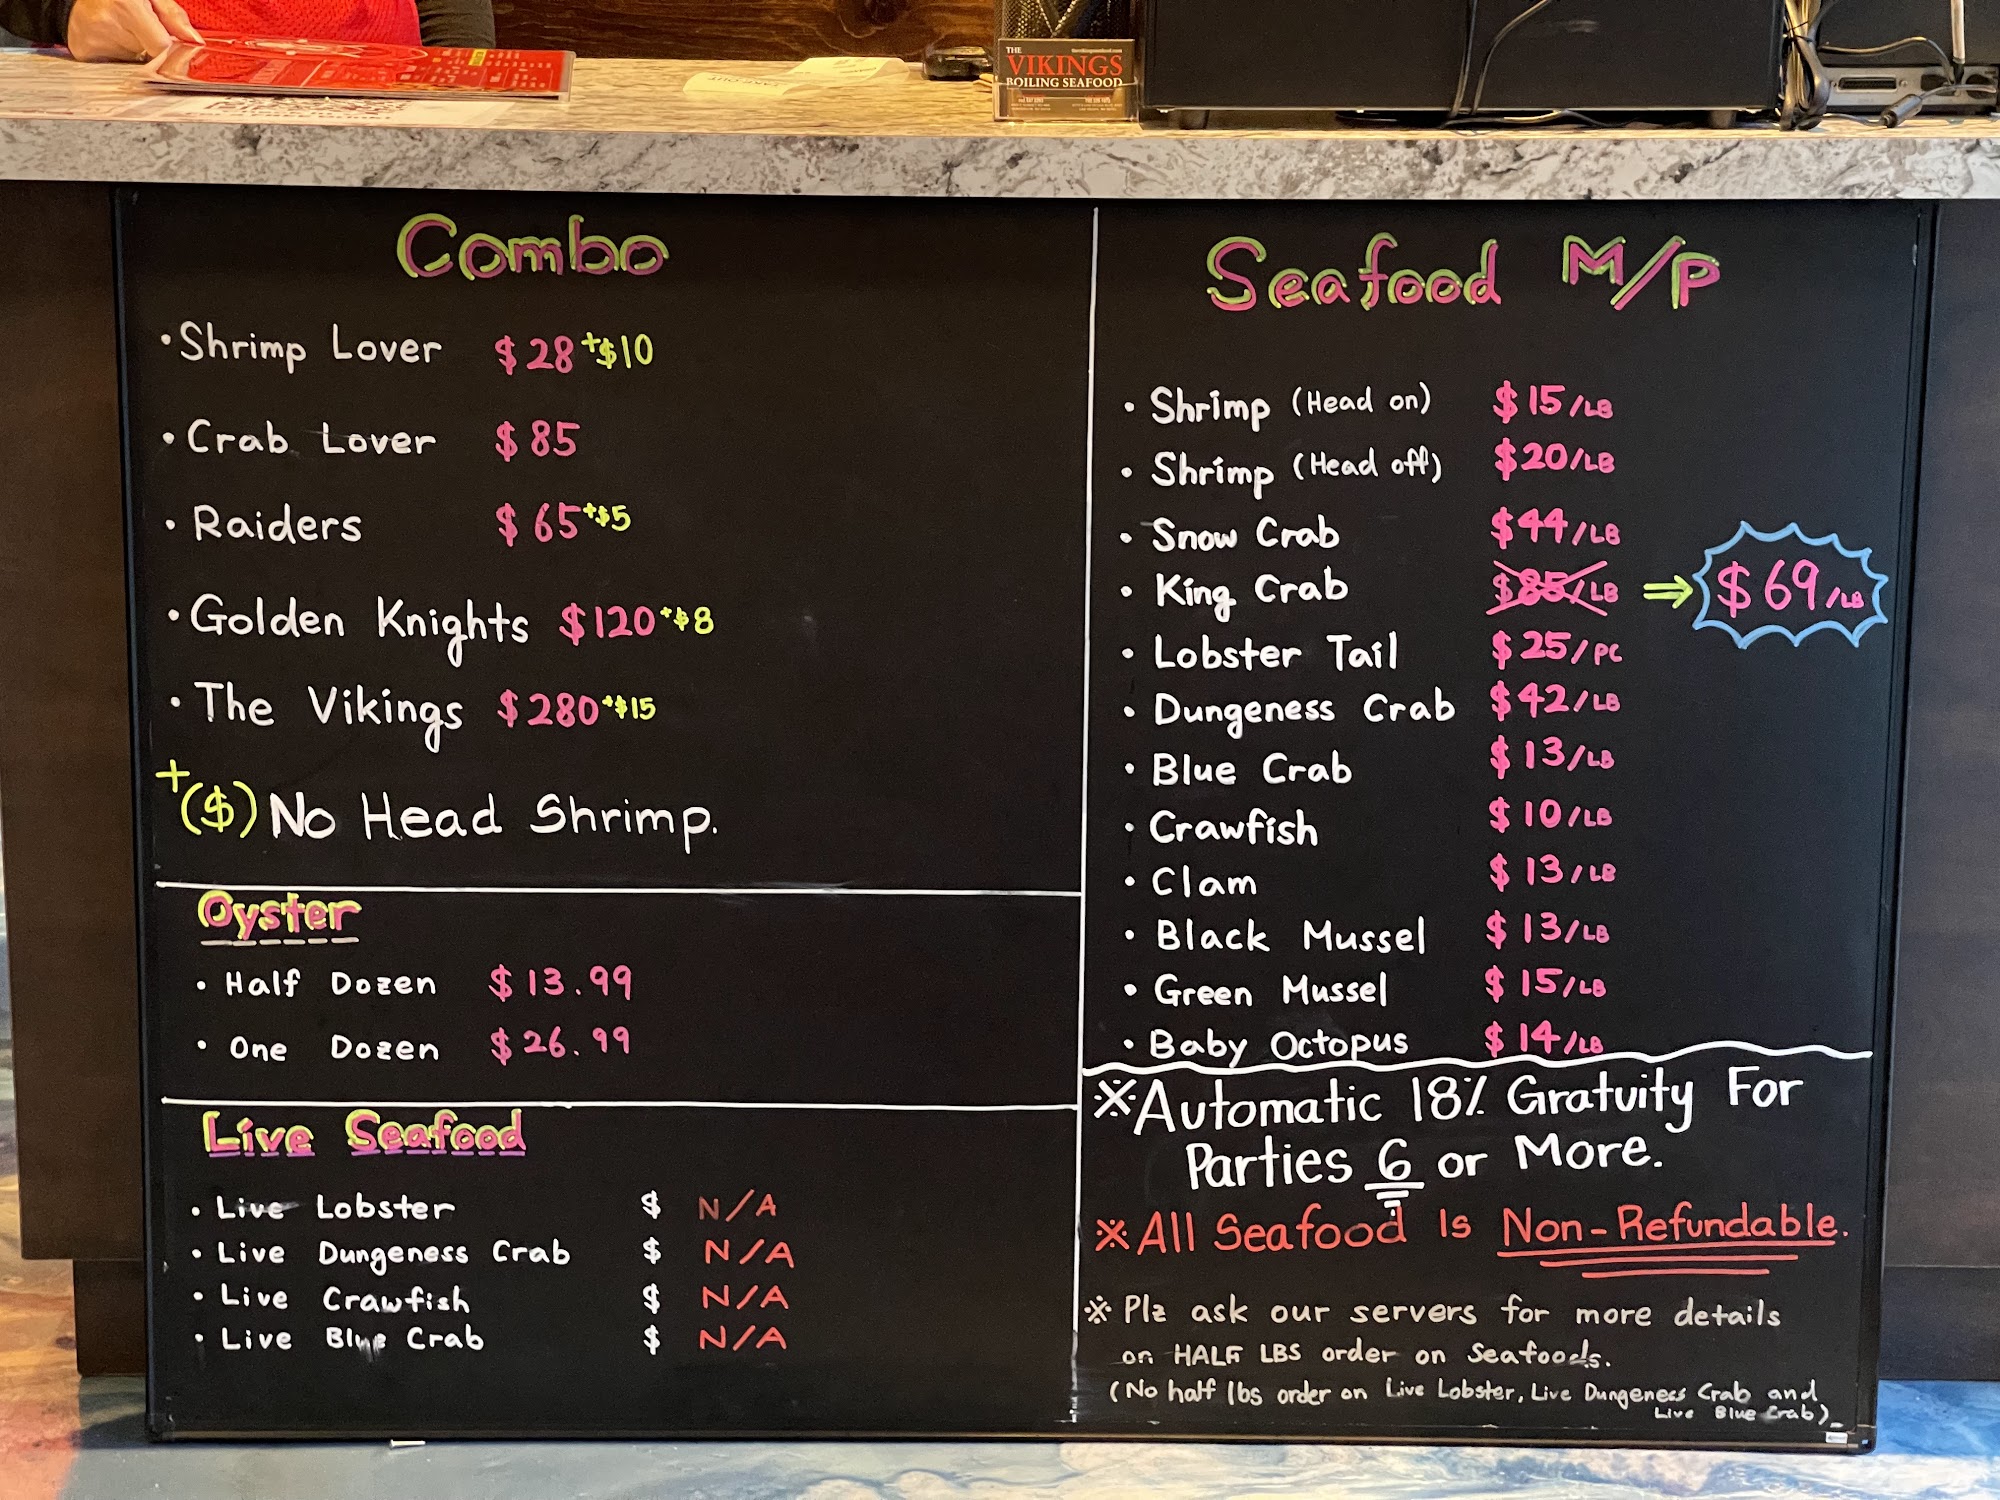 THE
VIKINGS
BOILING SEAFOOD
Combo
• Shrimp Lover $28 +$10
• Crab Lover $85
• Raiders $65 +$5
• Golden Knights $120 +$8
• The Vikings $280 +$15
+($) No Head Shrimp.
Oyster
• Half Dozen $13.99
• One Dozen $26.99
Live Seafood
• Live Lobster $ N/A
• Live Dungeness Crab $ N/A
• Live Crawfish $ N/A
• Live Blue Crab $ N/A
Seafood M/P
• Shrimp (Head on) $15/LB
• Shrimp (Head off) $20/LB
• Snow Crab $44/LB
• King Crab $85/LB ⇒ $69/LB
• Lobster Tail $25/PC
• Dungeness Crab $42/LB
• Blue Crab $13/LB
• Crawfish $10/LB
• Clam $13/LB
• Black Mussel $13/LB
• Green Mussel $15/LB
• Baby Octopus $14/LB
※Automatic 18% Gratuity For
Parties 6 or More.
※All Seafood Is Non-Refundable.
※ Plz ask our servers for more details
on HALF LBS order on Seafoods.
(No half lbs order on Live Lobster, Live Dungeness Crab and
Live Blue Crab)